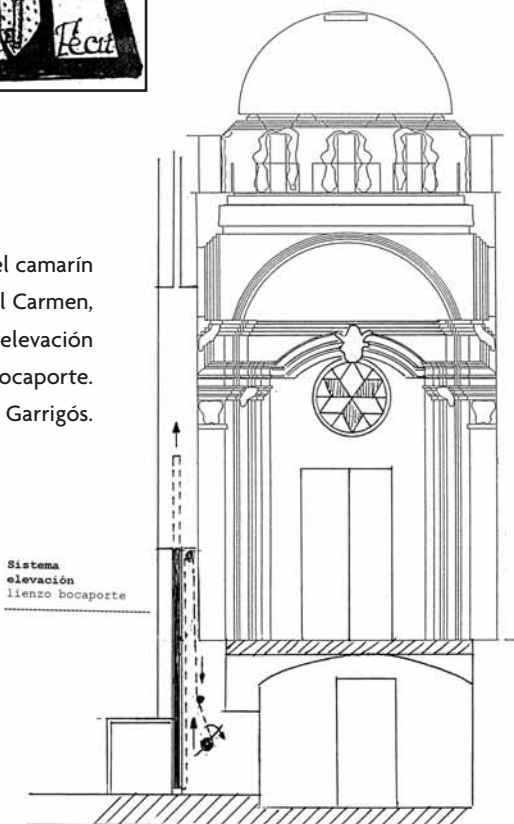 Fecit
el camarín
l Carmen,
elevación
ocaporte.
Garrigós.
Sistema
elevación
lienzo bocaporte